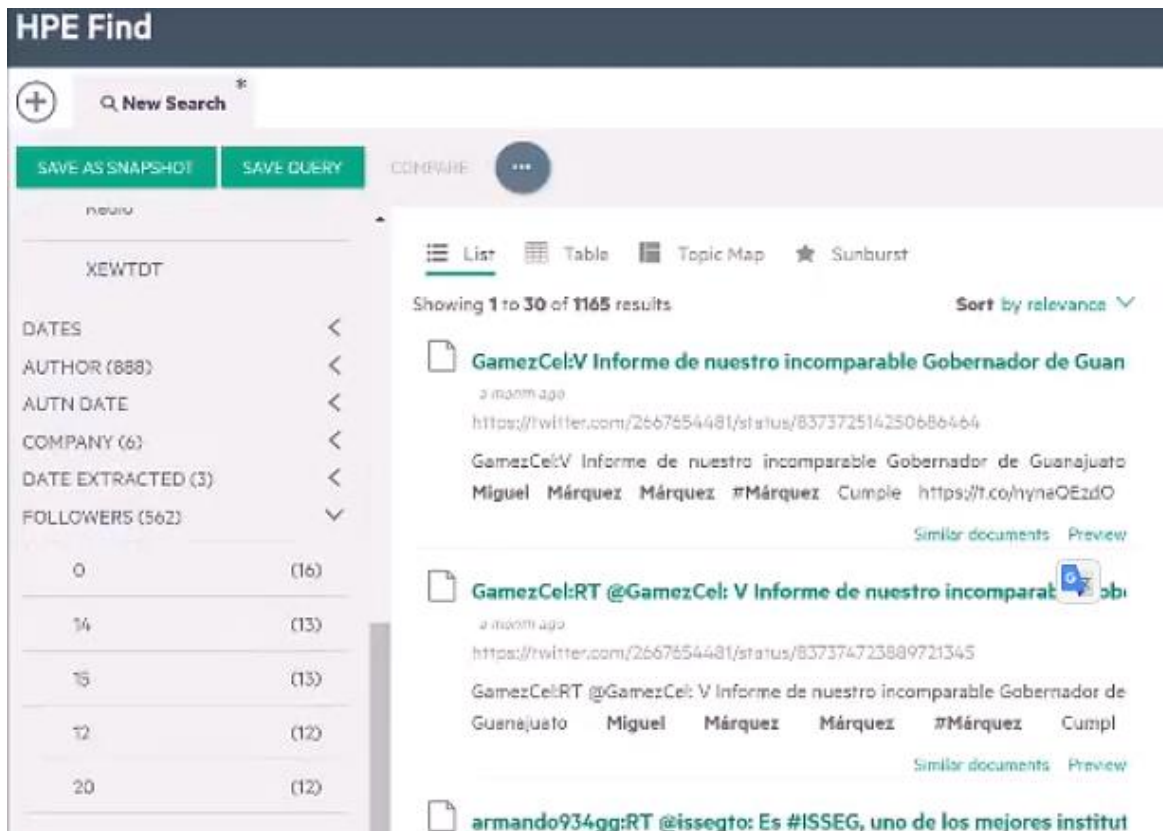 HPE Find
New Search *
SAVE AS SNAPSHOT SAVE QUERY COMPARE ...
Radio
XEWTDT
DATES
AUTHOR (888)
AUTN DATE
COMPANY (6)
DATE EXTRACTED (3)
FOLLOWERS (562)
0 (16)
14 (13)
15 (13)
12 (12)
20 (12)
List Table Topic Map Sunburst
Showing 1 to 30 of 1165 results Sort by relevance
GamezCel:V Informe de nuestro incomparable Gobernador de Guan
a month ago
https://twitter.com/2667654481/status/837372514250686464
GamezCel:V Informe de nuestro incomparable Gobernador de Guanajuato
Miguel Márquez Márquez #Márquez Cumple https://t.co/nynaOEzdO
Similar documents Preview
GamezCel:RT @GamezCel: V Informe de nuestro
a month ago
https://twitter.com/2667654481/status/837374723889721345
GamezCel:RT @GamezCel: V Informe de nuestro incomparable Gobernador de
Guanajuato Miguel Márquez Márquez #Márquez Cumpl
Similar documents Preview
armando934gg:RT @issegto: Es #ISSEG, uno de los mejores institut